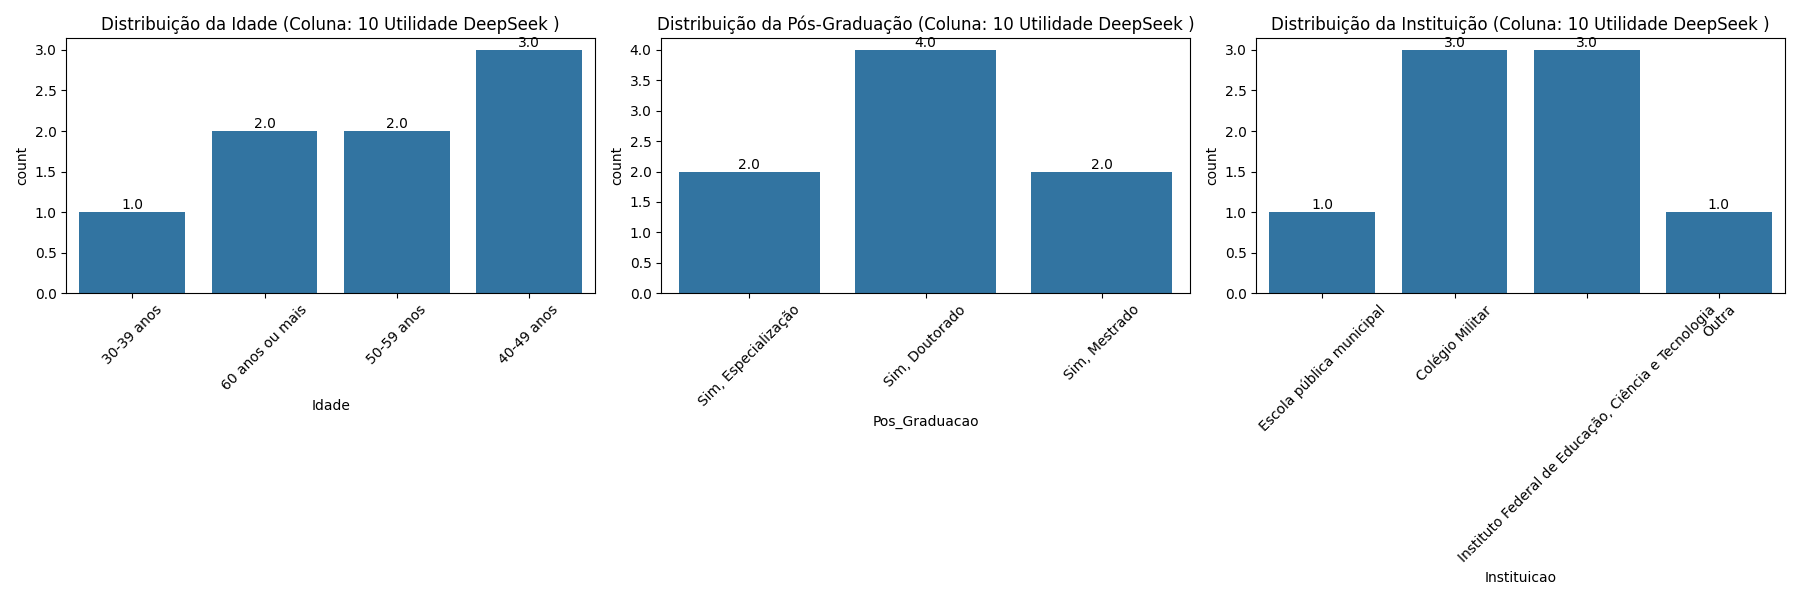 Distribuição da Idade (Coluna: 10 Utilidade DeepSeek )
count
3.0
2.5
2.0
1.5
1.0
0.5
0.0
1.0
2.0
2.0
3.0
30-39 anos
60 anos ou mais
50-59 anos
40-49 anos
Idade
Distribuição da Pós-Graduação (Coluna: 10 Utilidade DeepSeek )
count
4.0
3.5
3.0
2.5
2.0
1.5
1.0
0.5
0.0
2.0
4.0
2.0
Sim, Especialização
Sim, Doutorado
Sim, Mestrado
Pos_Graduacao
Distribuição da Instituição (Coluna: 10 Utilidade DeepSeek )
count
3.0
2.5
2.0
1.5
1.0
0.5
0.0
1.0
3.0
3.0
1.0
Escola pública municipal
Colégio Militar
Instituto Federal de Educação, Ciência e Tecnologia
Outra
Instituicao